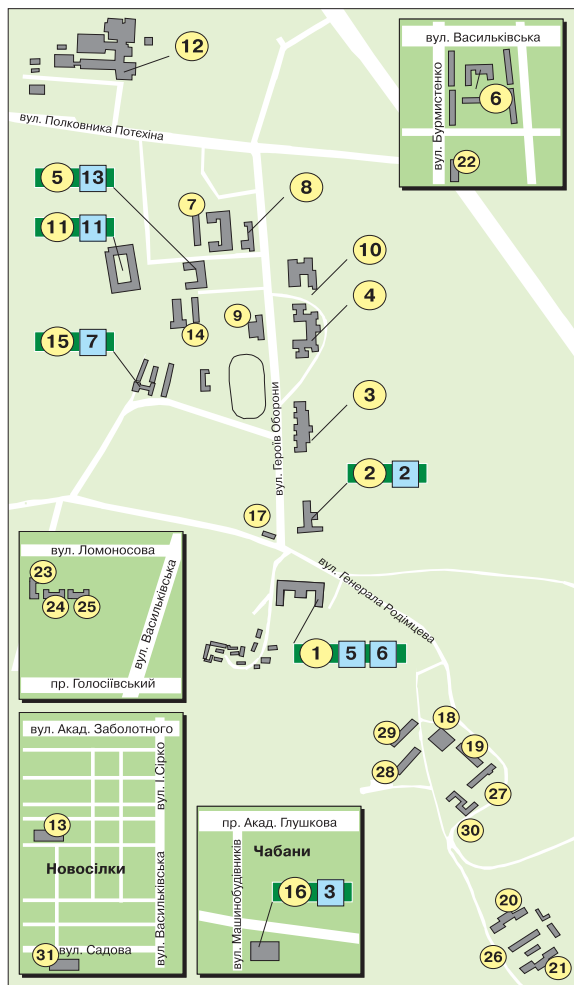 12
вул. Васильківська
вул. Бурмистенко
6
22
вул. Полковника Потєхіна
5 13
7
8
11 11
10
4
9
14
15 7
3
вул. Героїв Оборони
2 2
17
вул. Генерала Родімцева
вул. Ломоносова
23
24
25
вул. Васильківська
пр. Голосіївський
1 5 6
29
18
19
28
27
30
вул. Акад. Заболотного
вул. І.Сірко
13
Новосілки
вул. Васильківська
вул. Садова
31
пр. Акад. Глушкова
вул. Машинобудівників
Чабани
16 3
20
26
21